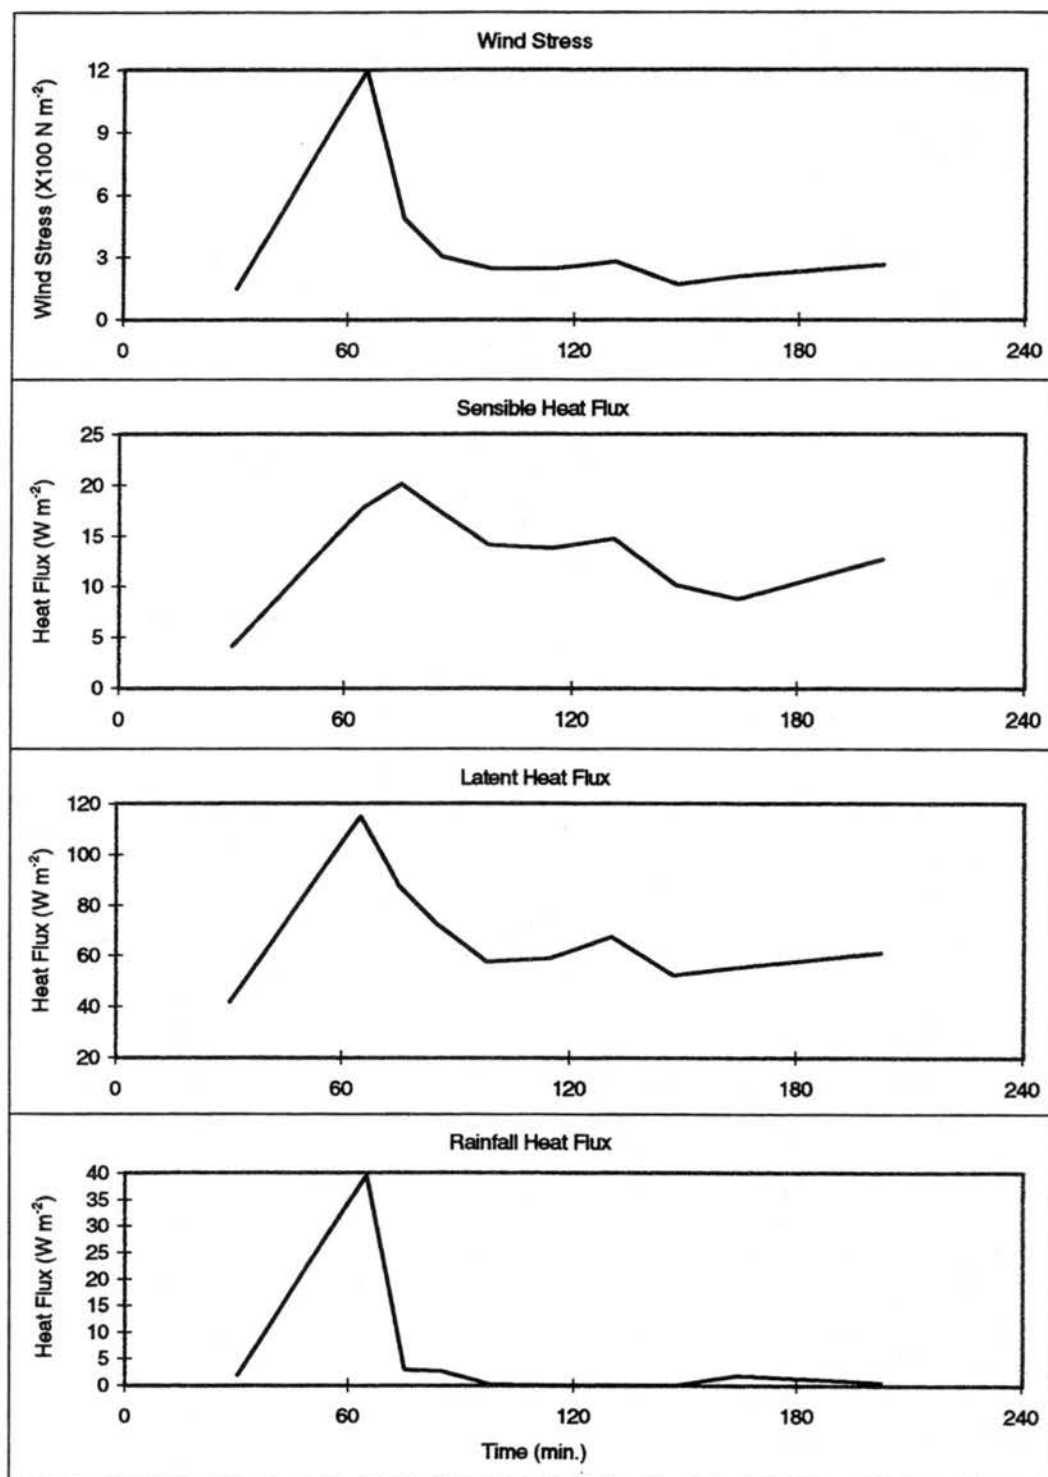 Wind Stress
Wind Stress (X100 N m⁻²)
12
9
6
3
0
0 60 120 180 240
Sensible Heat Flux
Heat Flux (W m⁻²)
25
20
15
10
5
0
0 60 120 180 240
Latent Heat Flux
Heat Flux (W m⁻²)
120
100
80
60
40
20
0 60 120 180 240
Rainfall Heat Flux
Heat Flux (W m⁻²)
40
35
30
25
20
15
10
5
0
0 60 120 180 240
Time (min.)